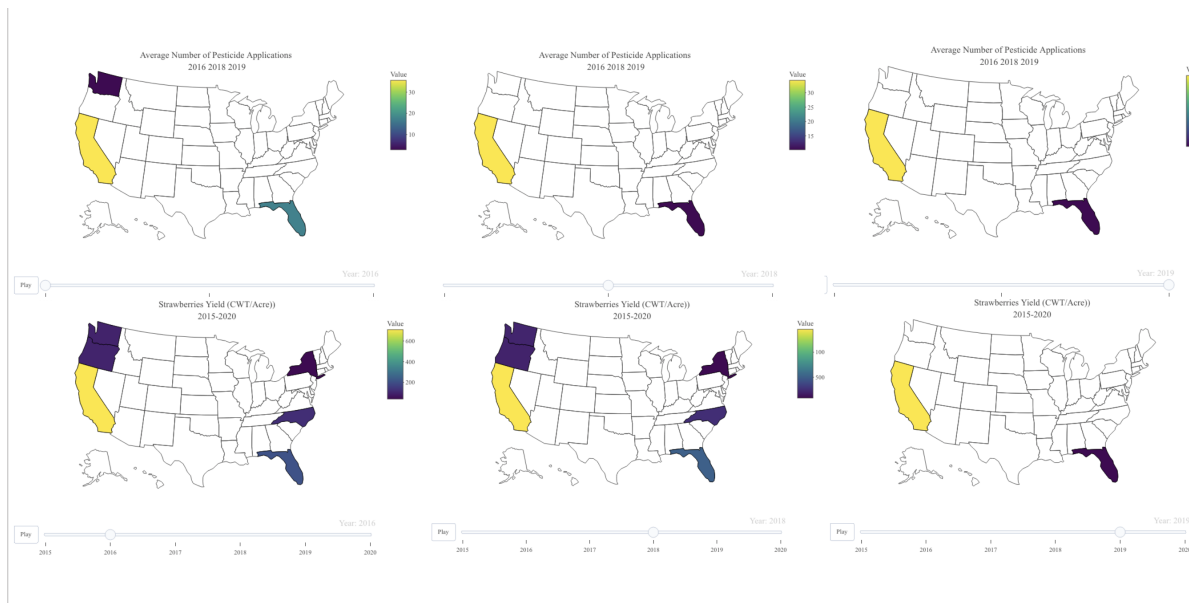 Average Number of Pesticide Applications
2016 2018 2019
Value
30
20
10
Year: 2016
Play
Average Number of Pesticide Applications
2016 2018 2019
Value
30
25
20
15
Year: 2018
Average Number of Pesticide Applications
2016 2018 2019
Year: 2019
Strawberries Yield (CWT/Acre))
2015-2020
Value
600
400
200
Year: 2016
Play
2015 2016 2017 2018 2019 2020
Strawberries Yield (CWT/Acre))
2015-2020
Value
500
Year: 2018
Play
2015 2016 2017 2018 2019 2020
Strawberries Yield (CWT/Acre))
2015-2020
Year: 2019
Play
2015 2016 2017 2018 2019 2020